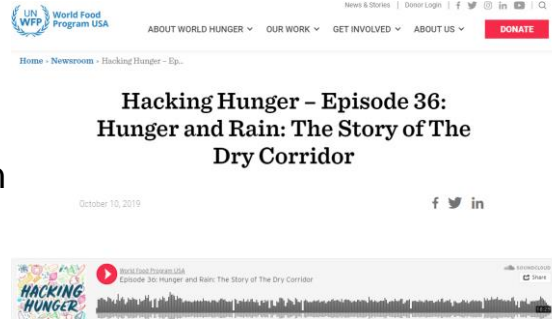 News & Stories | Donor Login |
UN WFP World Food Program USA
ABOUT WORLD HUNGER OUR WORK GET INVOLVED ABOUT US DONATE
Home » Newsroom » Hacking Hunger – Ep..
Hacking Hunger – Episode 36:
Hunger and Rain: The Story of The
Dry Corridor
n
October 10, 2019
World Food Program USA
Episode 36: Hunger and Rain: The Story of The Dry Corridor
SOUNDCLOUD
Share
HACKING
HUNGER